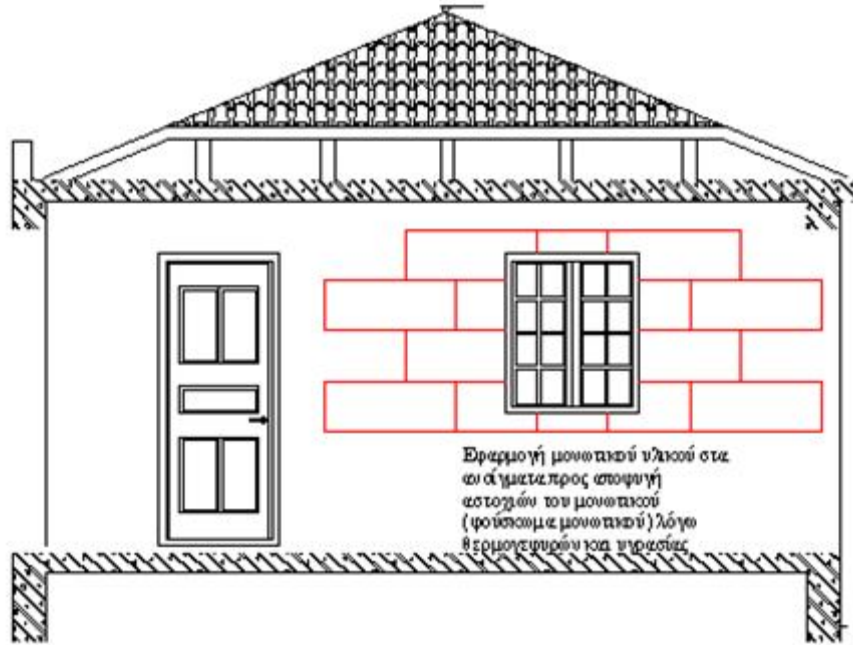 Εφαρμογή μονωτικού υλικού στα
ανοίγματα προς αποφυγή
αστοχιών του μονωτικού
(φούσκωμα μονωτικού) λόγω
θερμογεφυρών και υγρασίας